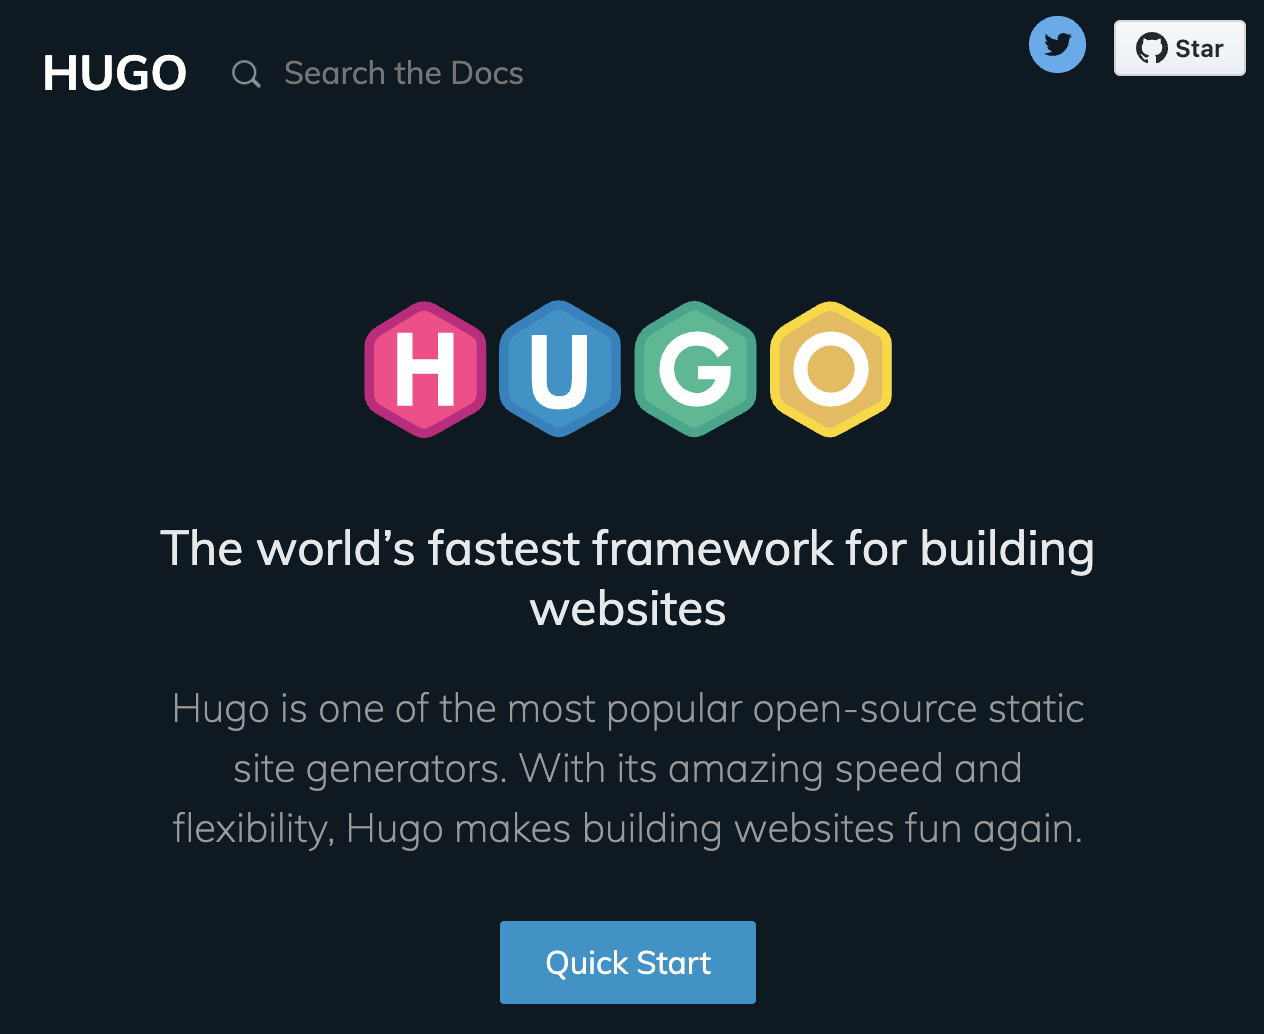 HUGO
Search the Docs
Star
HUGO
The world’s fastest framework for building
websites
Hugo is one of the most popular open-source static
site generators. With its amazing speed and
flexibility, Hugo makes building websites fun again.
Quick Start